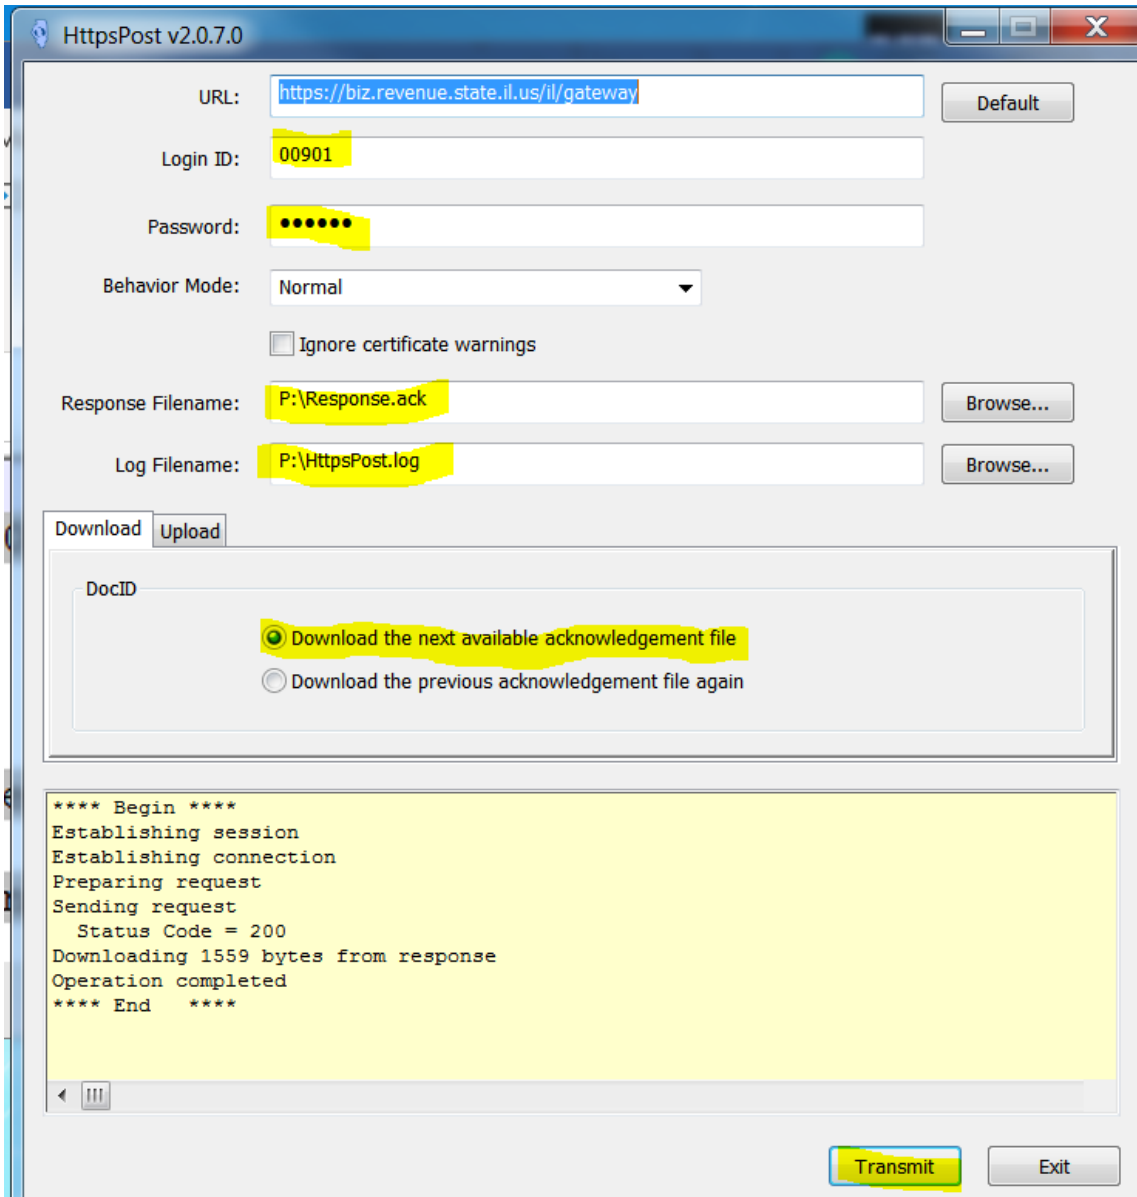 HttpsPost v2.0.7.0
URL: https://biz.revenue.state.il.us/il/gateway Default
Login ID: 00901
Password: ••••••
Behavior Mode: Normal
Ignore certificate warnings
Response Filename: P:\Response.ack Browse...
Log Filename: P:\HttpsPost.log Browse...
Download Upload
DocID
Download the next available acknowledgement file
Download the previous acknowledgement file again
**** Begin ****
Establishing session
Establishing connection
Preparing request
Sending request
Status Code = 200
Downloading 1559 bytes from response
Operation completed
**** End ****
Transmit Exit